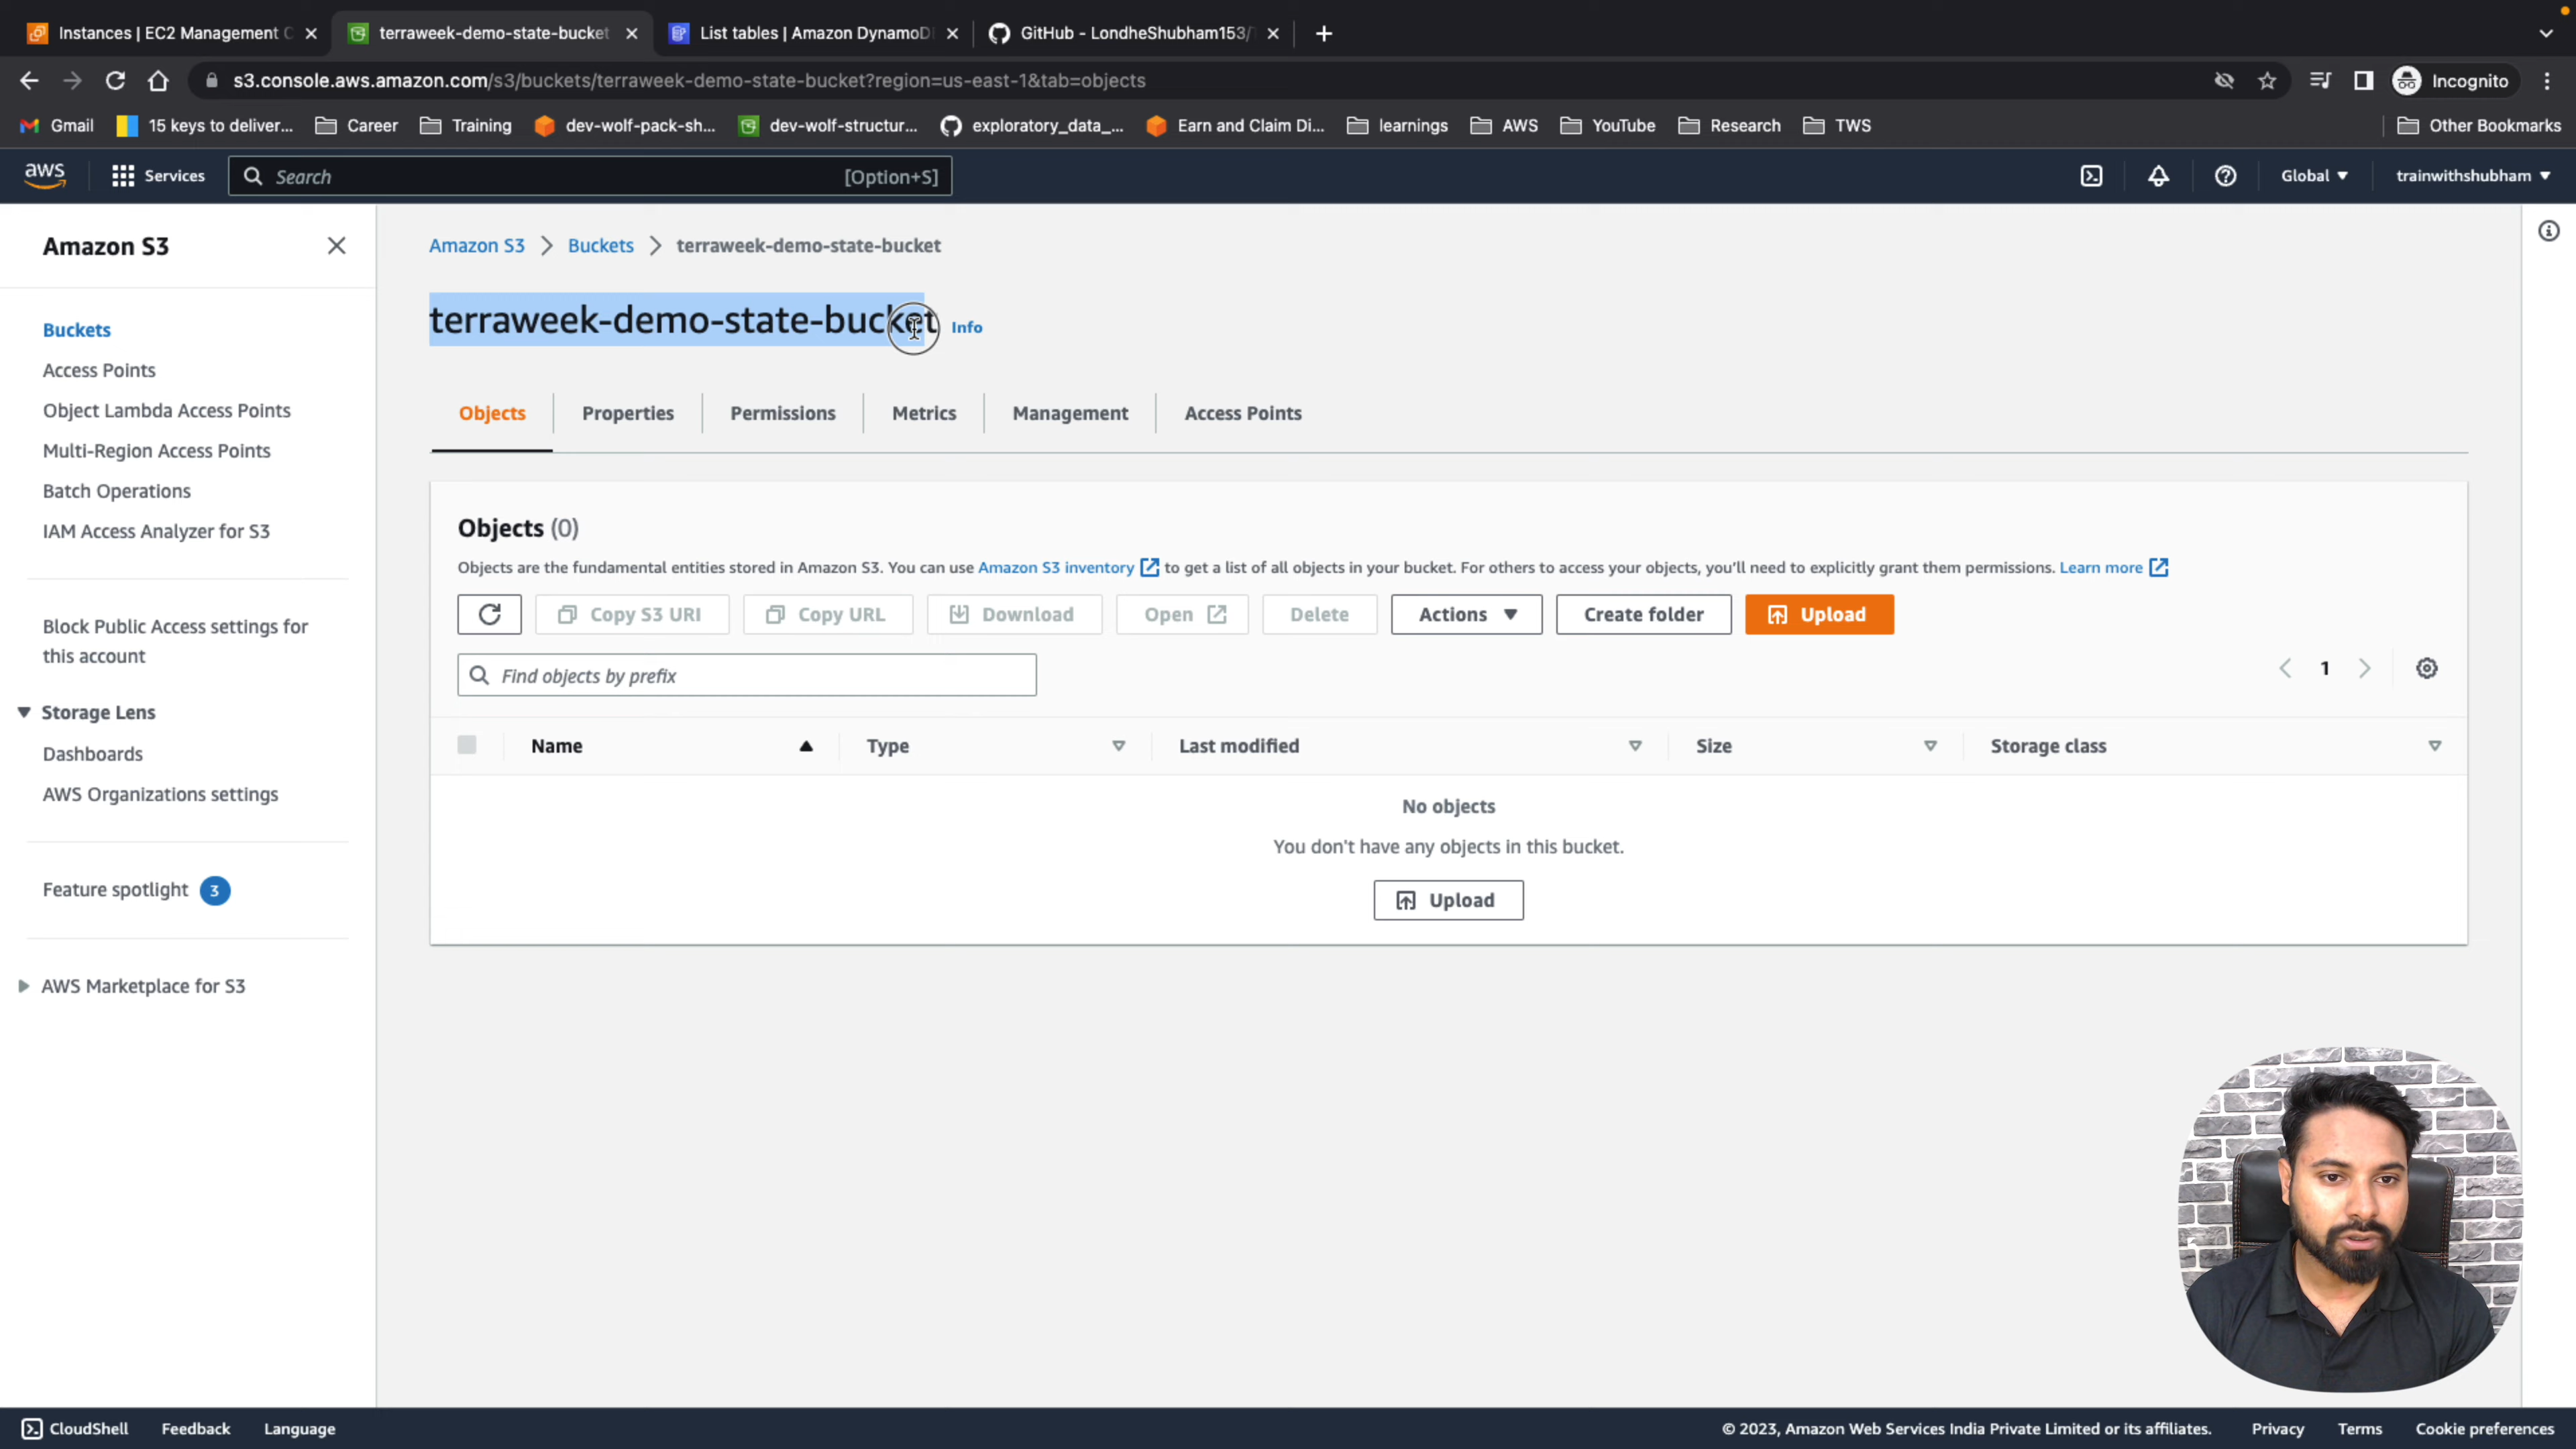 Instances | EC2 Management C
terraweek-demo-state-bucket
List tables | Amazon DynamoD
GitHub - LondheShubham153/
s3.console.aws.amazon.com/s3/buckets/terraweek-demo-state-bucket?region=us-east-1&tab=objects
Incognito
Gmail
15 keys to deliver...
Career
Training
dev-wolf-pack-sh...
dev-wolf-structur...
exploratory_data_...
Earn and Claim Di...
learnings
AWS
YouTube
Research
TWS
Other Bookmarks
aws
Services
Search
[Option+S]
Global
trainwithshubham
Amazon S3
Buckets
Access Points
Object Lambda Access Points
Multi-Region Access Points
Batch Operations
IAM Access Analyzer for S3
Block Public Access settings for
this account
Storage Lens
Dashboards
AWS Organizations settings
Feature spotlight 3
AWS Marketplace for S3
Amazon S3 > Buckets > terraweek-demo-state-bucket
terraweek-demo-state-bucket Info
Objects
Properties
Permissions
Metrics
Management
Access Points
Objects (0)
Objects are the fundamental entities stored in Amazon S3. You can use Amazon S3 inventory to get a list of all objects in your bucket. For others to access your objects, you'll need to explicitly grant them permissions. Learn more
Copy S3 URI
Copy URL
Download
Open
Delete
Actions
Create folder
Upload
Find objects by prefix
1
Name
Type
Last modified
Size
Storage class
No objects
You don't have any objects in this bucket.
Upload
CloudShell
Feedback
Language
© 2023, Amazon Web Services India Private Limited or its affiliates.
Privacy
Terms
Cookie preferences